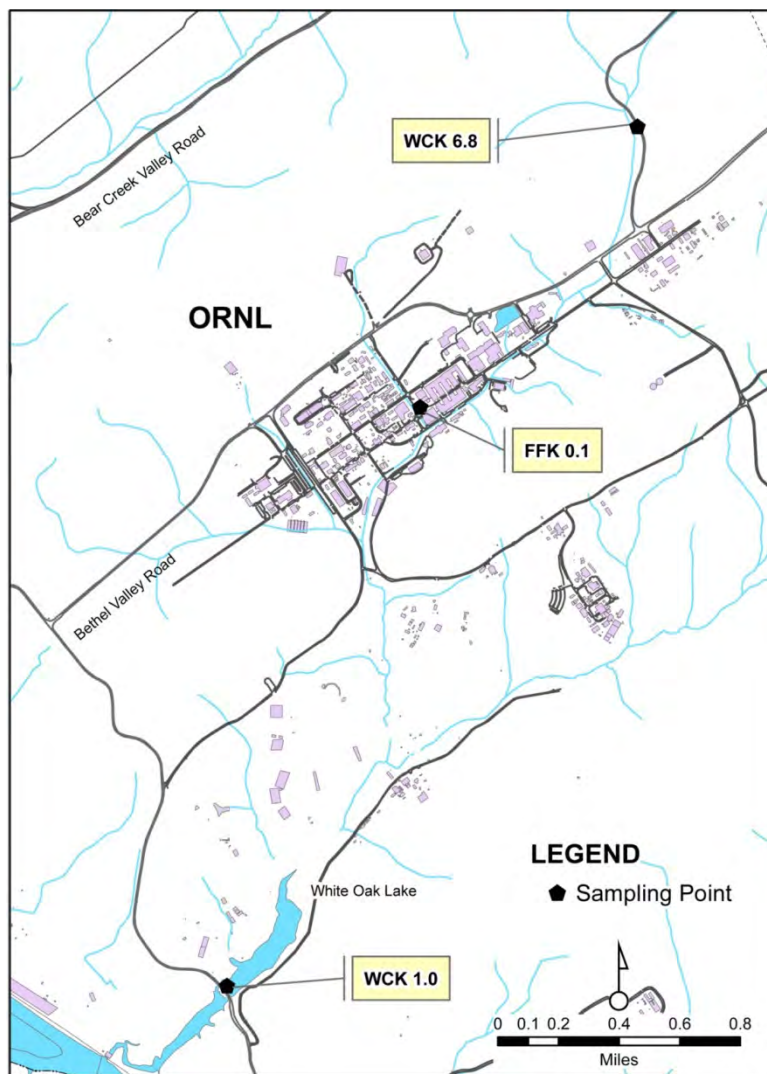 WCK 6.8
Bear Creek Valley Road
ORNL
FFK 0.1
Bethel Valley Road
LEGEND
Sampling Point
White Oak Lake
WCK 1.0
0 0.1 0.2 0.4 0.6 0.8
Miles